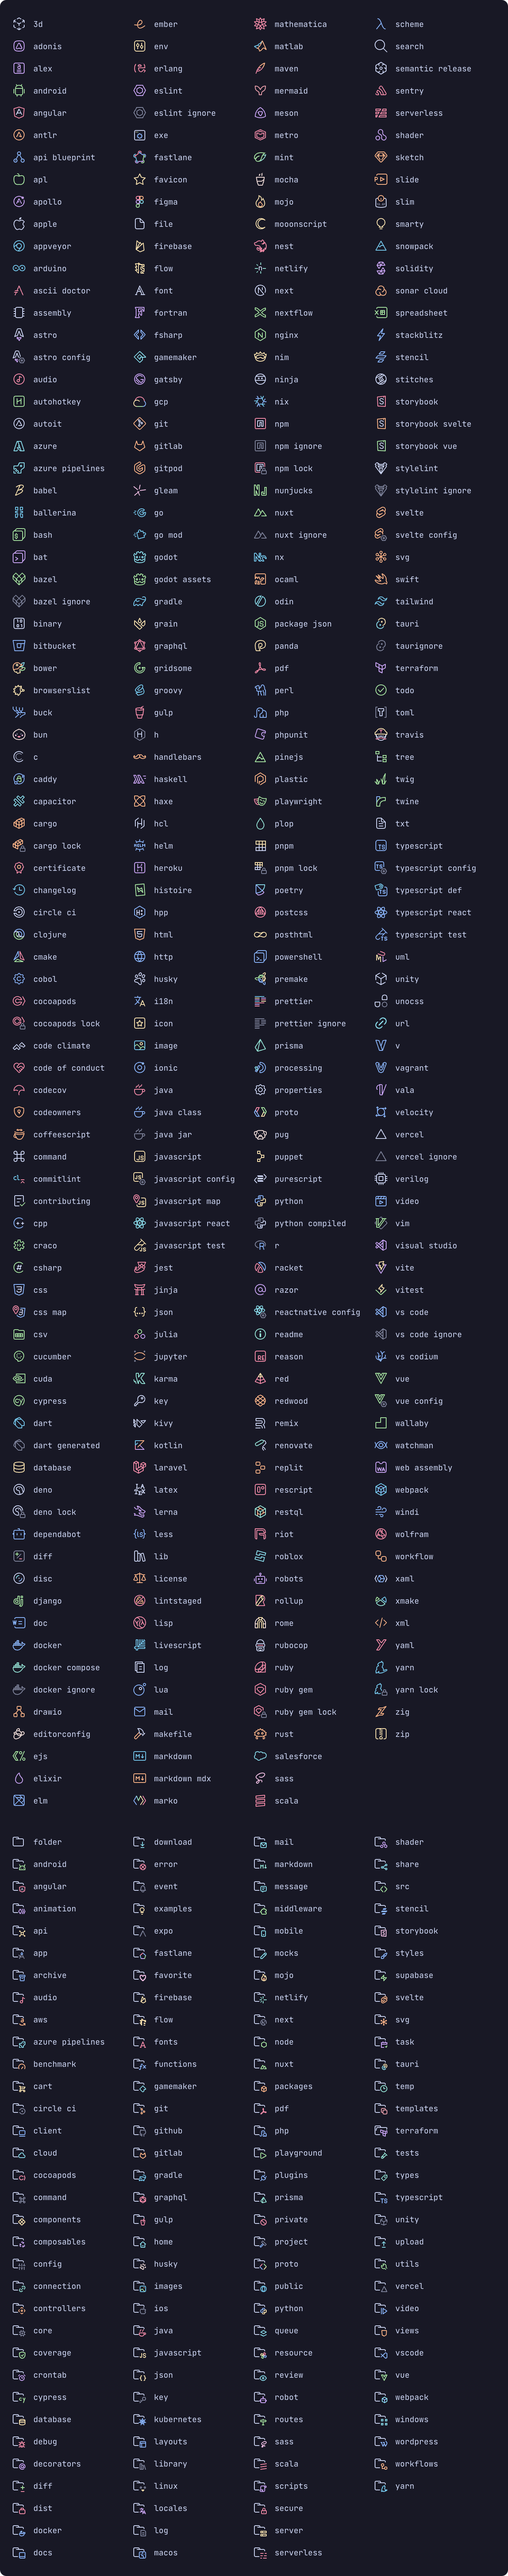 3d
adonis
alex
android
angular
antlr
api blueprint
apl
apollo
apple
appveyor
arduino
ascii doctor
assembly
astro
astro config
audio
autohotkey
autoit
azure
azure pipelines
babel
ballerina
bash
bat
bazel
bazel ignore
binary
bitbucket
bower
browserslist
buck
bun
c
caddy
capacitor
cargo
cargo lock
certificate
changelog
circle ci
clojure
cmake
cobol
cocoapods
cocoapods lock
code climate
code of conduct
codecov
codeowners
coffeescript
command
commitlint
contributing
cpp
craco
csharp
css
css map
csv
cucumber
cuda
cypress
dart
dart generated
database
deno
deno lock
dependabot
diff
disc
django
doc
docker
docker compose
docker ignore
drawio
editorconfig
ejs
elixir
elm
ember
env
erlang
eslint
eslint ignore
exe
fastlane
favicon
figma
file
firebase
flow
font
fortran
fsharp
gamemaker
gatsby
gcp
git
gitlab
gitpod
gleam
go
go mod
godot
godot assets
gradle
grain
graphql
gridsome
groovy
gulp
h
handlebars
haskell
haxe
hcl
helm
heroku
histoire
hpp
html
http
husky
i18n
icon
image
ionic
java
java class
java jar
javascript
javascript config
javascript map
javascript react
javascript test
jest
jinja
json
julia
jupyter
karma
key
kivy
kotlin
laravel
latex
lerna
less
lib
license
lintstaged
lisp
livescript
log
lua
mail
makefile
markdown
markdown mdx
marko
mathematica
matlab
maven
mermaid
meson
metro
mint
mocha
mojo
mooonscript
nest
netlify
next
nextflow
nginx
nim
ninja
nix
npm
npm ignore
npm lock
nunjucks
nuxt
nuxt ignore
nx
ocaml
odin
package json
panda
pdf
perl
php
phpunit
pinejs
plastic
playwright
plop
pnpm
pnpm lock
poetry
postcss
posthtml
powershell
premake
prettier
prettier ignore
prisma
processing
properties
proto
pug
puppet
purescript
python
python compiled
r
racket
razor
reactnative config
readme
reason
red
redwood
remix
renovate
replit
rescript
restql
riot
roblox
robots
rollup
rome
rubocop
ruby
ruby gem
ruby gem lock
rust
salesforce
sass
scala
scheme
search
semantic release
sentry
serverless
shader
sketch
slide
slim
smarty
snowpack
solidity
sonar cloud
spreadsheet
stackblitz
stencil
stitches
storybook
storybook svelte
storybook vue
stylelint
stylelint ignore
svelte
svelte config
svg
swift
tailwind
tauri
taurignore
terraform
todo
toml
travis
tree
twig
twine
txt
typescript
typescript config
typescript def
typescript react
typescript test
uml
unity
unocss
url
v
vagrant
vala
velocity
vercel
vercel ignore
verilog
video
vim
visual studio
vite
vitest
vs code
vs code ignore
vs codium
vue
vue config
wallaby
watchman
web assembly
webpack
windi
wolfram
workflow
xaml
xmake
xml
yaml
yarn
yarn lock
zig
zip
folder
android
angular
animation
api
app
archive
audio
aws
azure pipelines
benchmark
cart
circle ci
client
cloud
cocoapods
command
components
composables
config
connection
controllers
core
coverage
crontab
cypress
database
debug
decorators
diff
dist
docker
docs
download
error
event
examples
expo
fastlane
favorite
firebase
flow
fonts
functions
gamemaker
git
github
gitlab
gradle
graphql
gulp
home
husky
images
ios
java
javascript
json
key
kubernetes
layouts
library
linux
locales
log
macos
mail
markdown
message
middleware
mobile
mocks
mojo
netlify
next
node
nuxt
packages
pdf
php
playground
plugins
prisma
private
project
proto
public
python
queue
resource
review
robot
routes
sass
scala
scripts
secure
server
serverless
shader
share
src
stencil
storybook
styles
supabase
svelte
svg
task
tauri
temp
templates
terraform
tests
types
typescript
unity
upload
utils
vercel
video
views
vscode
vue
webpack
windows
wordpress
workflows
yarn